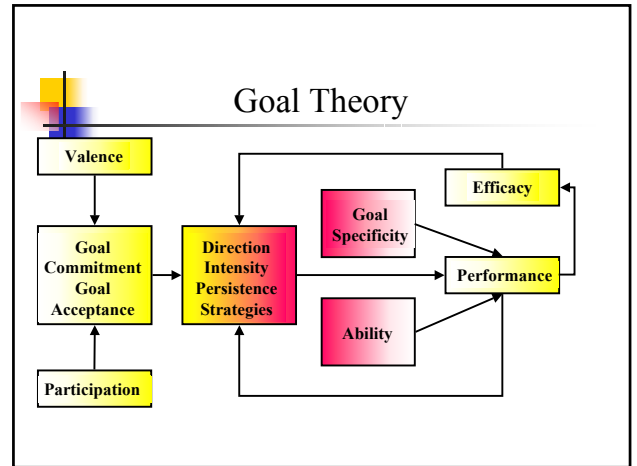 Goal Theory
Valence
Efficacy
Goal
Specificity
Goal
Commitment
Goal
Acceptance
Direction
Intensity
Persistence
Strategies
Performance
Ability
Participation